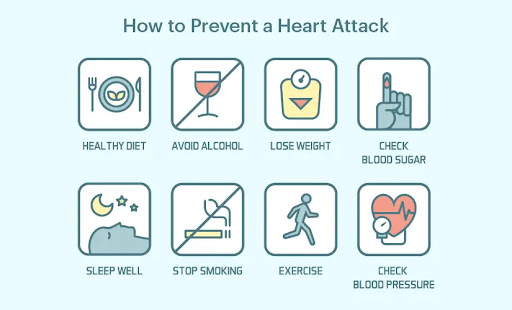 How to Prevent a Heart Attack
HEALTHY DIET
AVOID ALCOHOL
LOSE WEIGHT
CHECK
BLOOD SUGAR
SLEEP WELL
STOP SMOKING
EXERCISE
CHECK
BLOOD PRESSURE